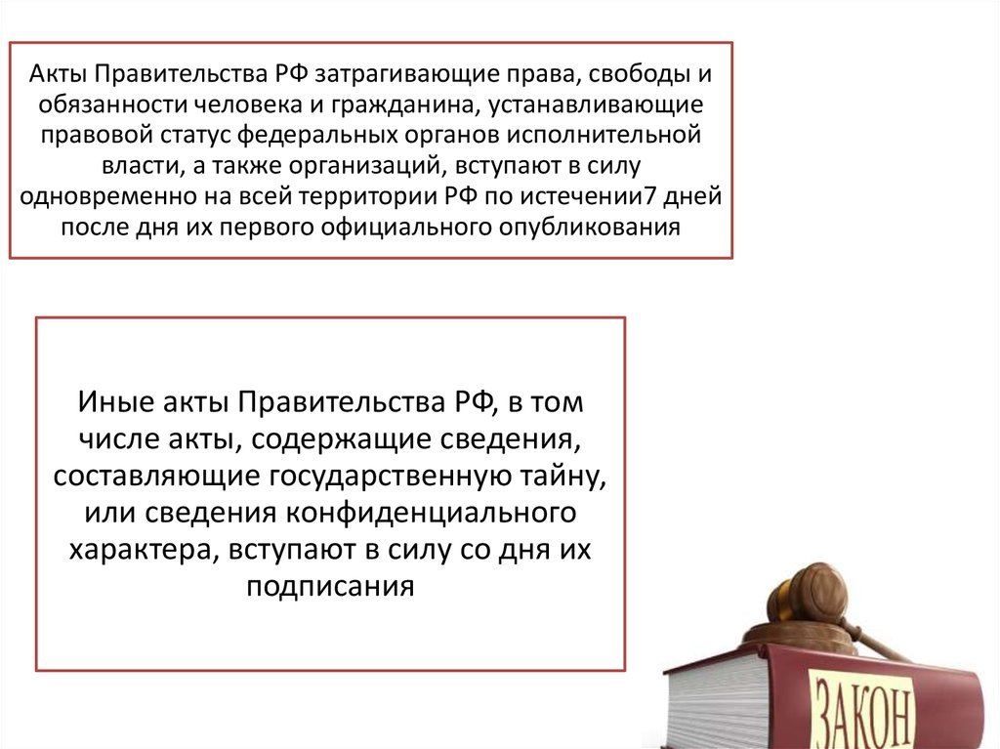 Акты Правительства РФ затрагивающие права, свободы и
обязанности человека и гражданина, устанавливающие
правовой статус федеральных органов исполнительной
власти, а также организаций, вступают в силу
одновременно на всей территории РФ по истечении7 дней
после дня их первого официального опубликования
Иные акты Правительства РФ, в том
числе акты, содержащие сведения,
составляющие государственную тайну,
или сведения конфиденциального
характера, вступают в силу со дня их
подписания
ЗАКОН